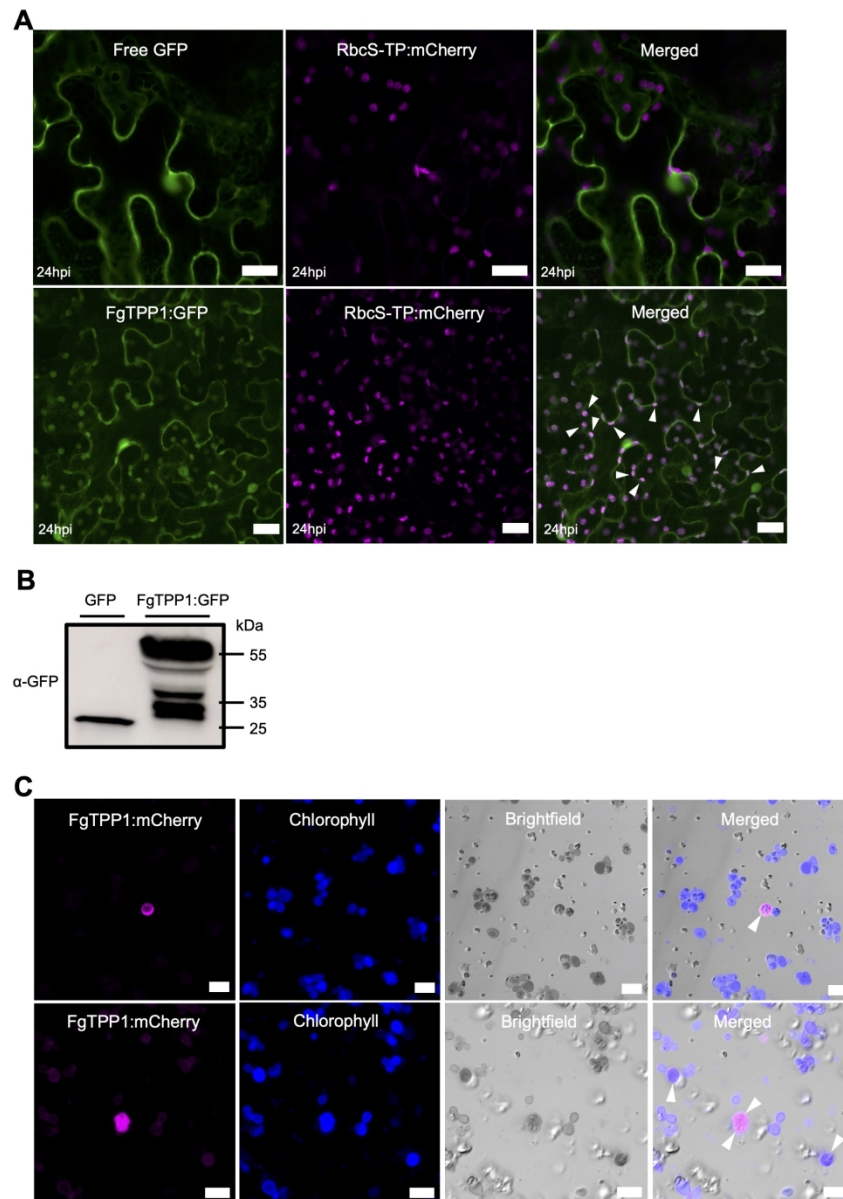 A
Free GFP
RbcS-TP:mCherry
Merged
24hpi
24hpi
24hpi
FgTPP1:GFP
RbcS-TP:mCherry
Merged
24hpi
24hpi
24hpi
B
GFP
FgTPP1:GFP
kDa
55
α-GFP
35
25
C
FgTPP1:mCherry
Chlorophyll
Brightfield
Merged
FgTPP1:mCherry
Chlorophyll
Brightfield
Merged